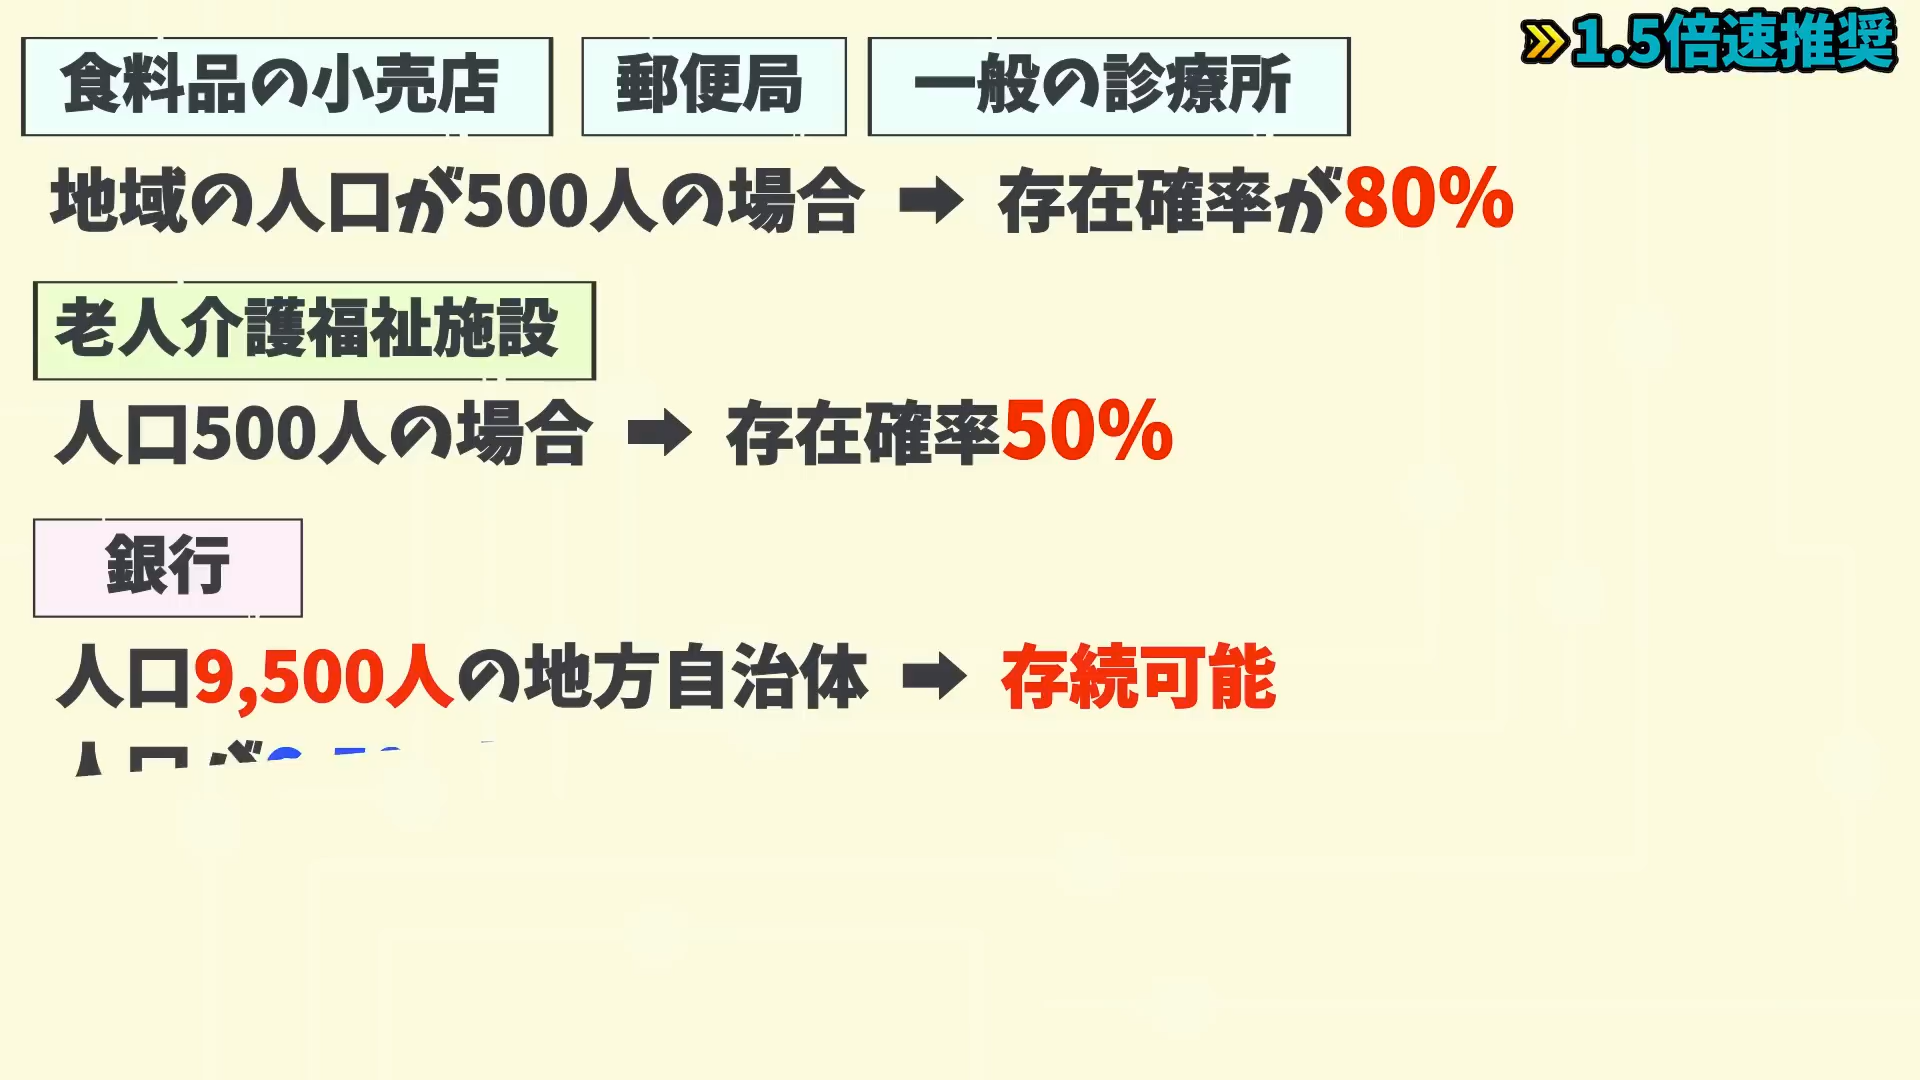 1.5倍速推奨
食料品の小売店 郵便局 一般の診療所
地域の人口が500人の場合 ➡ 存在確率が80%
老人介護福祉施設
人口500人の場合 ➡ 存在確率50%
銀行
人口9,500人の地方自治体 ➡ 存続可能
人口が